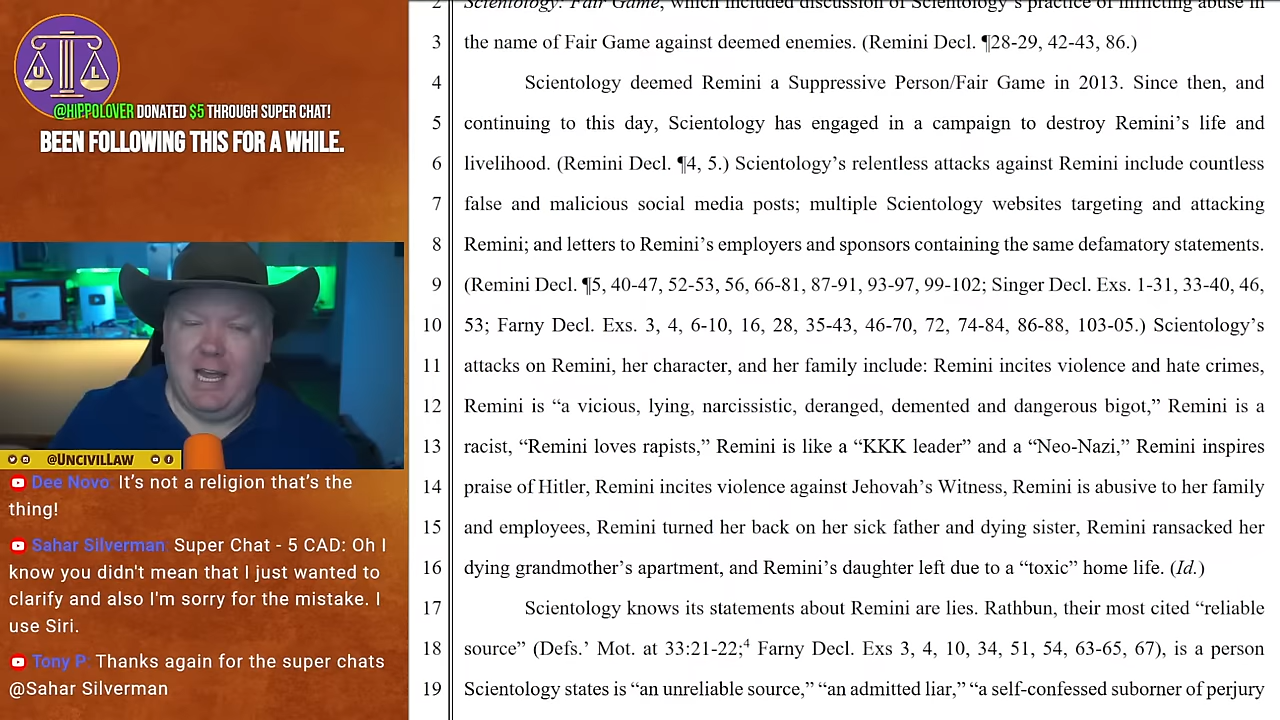 U L
@HIPPOLOVER DONATED $5 THROUGH SUPER CHAT!
BEEN FOLLOWING THIS FOR A WHILE.
@UNCIVILLAW
Dee Novo It’s not a religion that’s the
thing!
Sahar Silverman Super Chat - 5 CAD: Oh I
know you didn't mean that I just wanted to
clarify and also I'm sorry for the mistake. I
use Siri.
Tony P Thanks again for the super chats
@Sahar Silverman
2 Scientology: Fair Game, which included discussion of Scientology’s practice of inflicting abuse in
3 the name of Fair Game against deemed enemies. (Remini Decl. ¶28-29, 42-43, 86.)
4 Scientology deemed Remini a Suppressive Person/Fair Game in 2013. Since then, and
5 continuing to this day, Scientology has engaged in a campaign to destroy Remini’s life and
6 livelihood. (Remini Decl. ¶4, 5.) Scientology’s relentless attacks against Remini include countless
7 false and malicious social media posts; multiple Scientology websites targeting and attacking
8 Remini; and letters to Remini’s employers and sponsors containing the same defamatory statements.
9 (Remini Decl. ¶5, 40-47, 52-53, 56, 66-81, 87-91, 93-97, 99-102; Singer Decl. Exs. 1-31, 33-40, 46,
10 53; Farny Decl. Exs. 3, 4, 6-10, 16, 28, 35-43, 46-70, 72, 74-84, 86-88, 103-05.) Scientology’s
11 attacks on Remini, her character, and her family include: Remini incites violence and hate crimes,
12 Remini is “a vicious, lying, narcissistic, deranged, demented and dangerous bigot,” Remini is a
13 racist, “Remini loves rapists,” Remini is like a “KKK leader” and a “Neo-Nazi,” Remini inspires
14 praise of Hitler, Remini incites violence against Jehovah’s Witness, Remini is abusive to her family
15 and employees, Remini turned her back on her sick father and dying sister, Remini ransacked her
16 dying grandmother’s apartment, and Remini’s daughter left due to a “toxic” home life. (Id.)
17 Scientology knows its statements about Remini are lies. Rathbun, their most cited “reliable
18 source” (Defs.’ Mot. at 33:21-22;4 Farny Decl. Exs 3, 4, 10, 34, 51, 54, 63-65, 67), is a person
19 Scientology states is “an unreliable source,” “an admitted liar,” “a self-confessed suborner of perjury